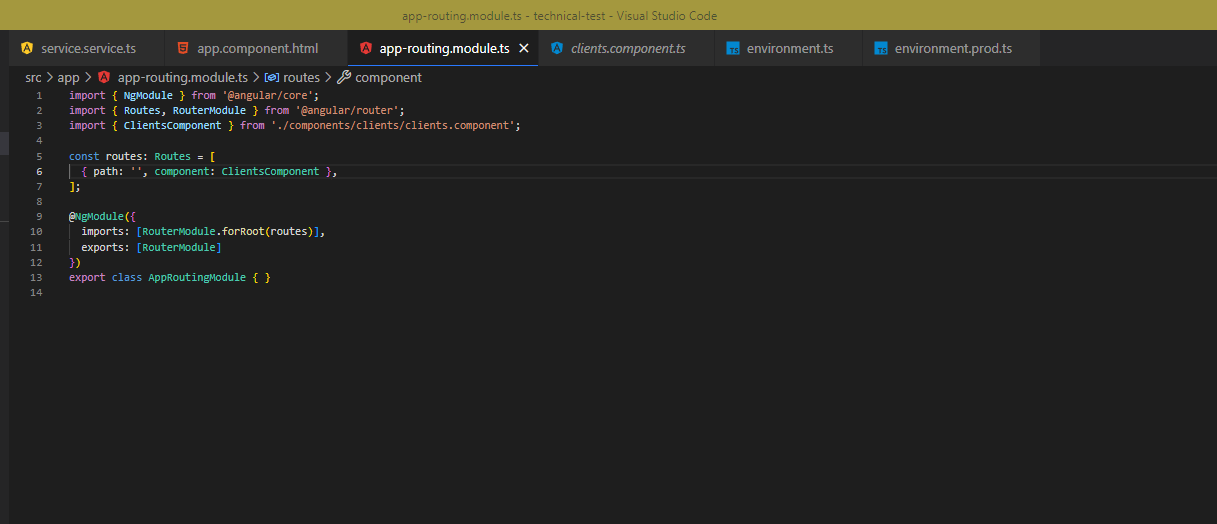 app-routing.module.ts - technical-test - Visual Studio Code
service.service.ts app.component.html app-routing.module.ts clients.component.ts TS environment.ts TS environment.prod.ts
src > app > app-routing.module.ts > routes > component
1 import { NgModule } from '@angular/core';
2 import { Routes, RouterModule } from '@angular/router';
3 import { ClientsComponent } from './components/clients/clients.component';
4
5 const routes: Routes = [
6   { path: '', component: ClientsComponent },
7 ];
8
9 @NgModule({
10   imports: [RouterModule.forRoot(routes)],
11   exports: [RouterModule]
12 })
13 export class AppRoutingModule { }
14